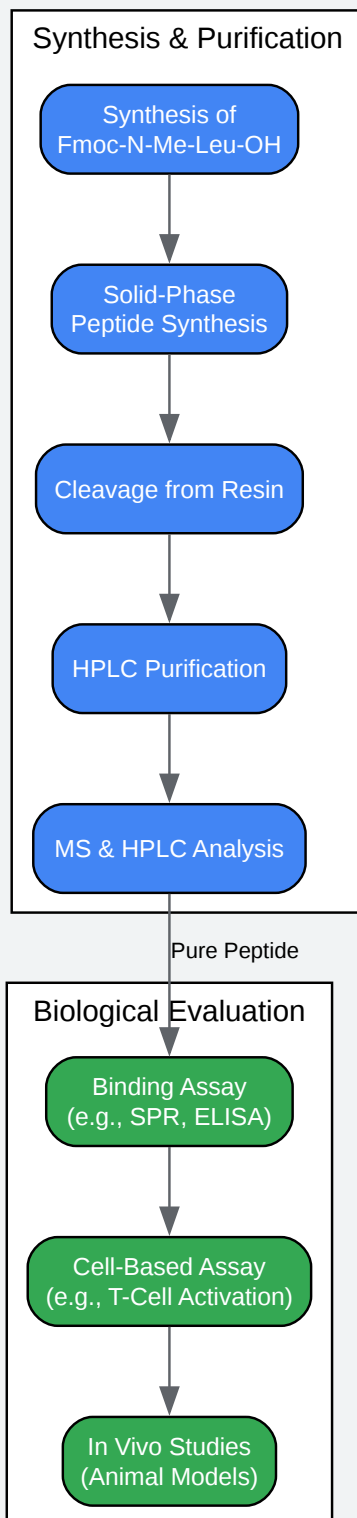 Synthesis & Purification
Synthesis of
Fmoc-N-Me-Leu-OH
Solid-Phase
Peptide Synthesis
Cleavage from Resin
HPLC Purification
MS & HPLC Analysis
Pure Peptide
Biological Evaluation
Binding Assay
(e.g., SPR, ELISA)
Cell-Based Assay
(e.g., T-Cell Activation)
In Vivo Studies
(Animal Models)